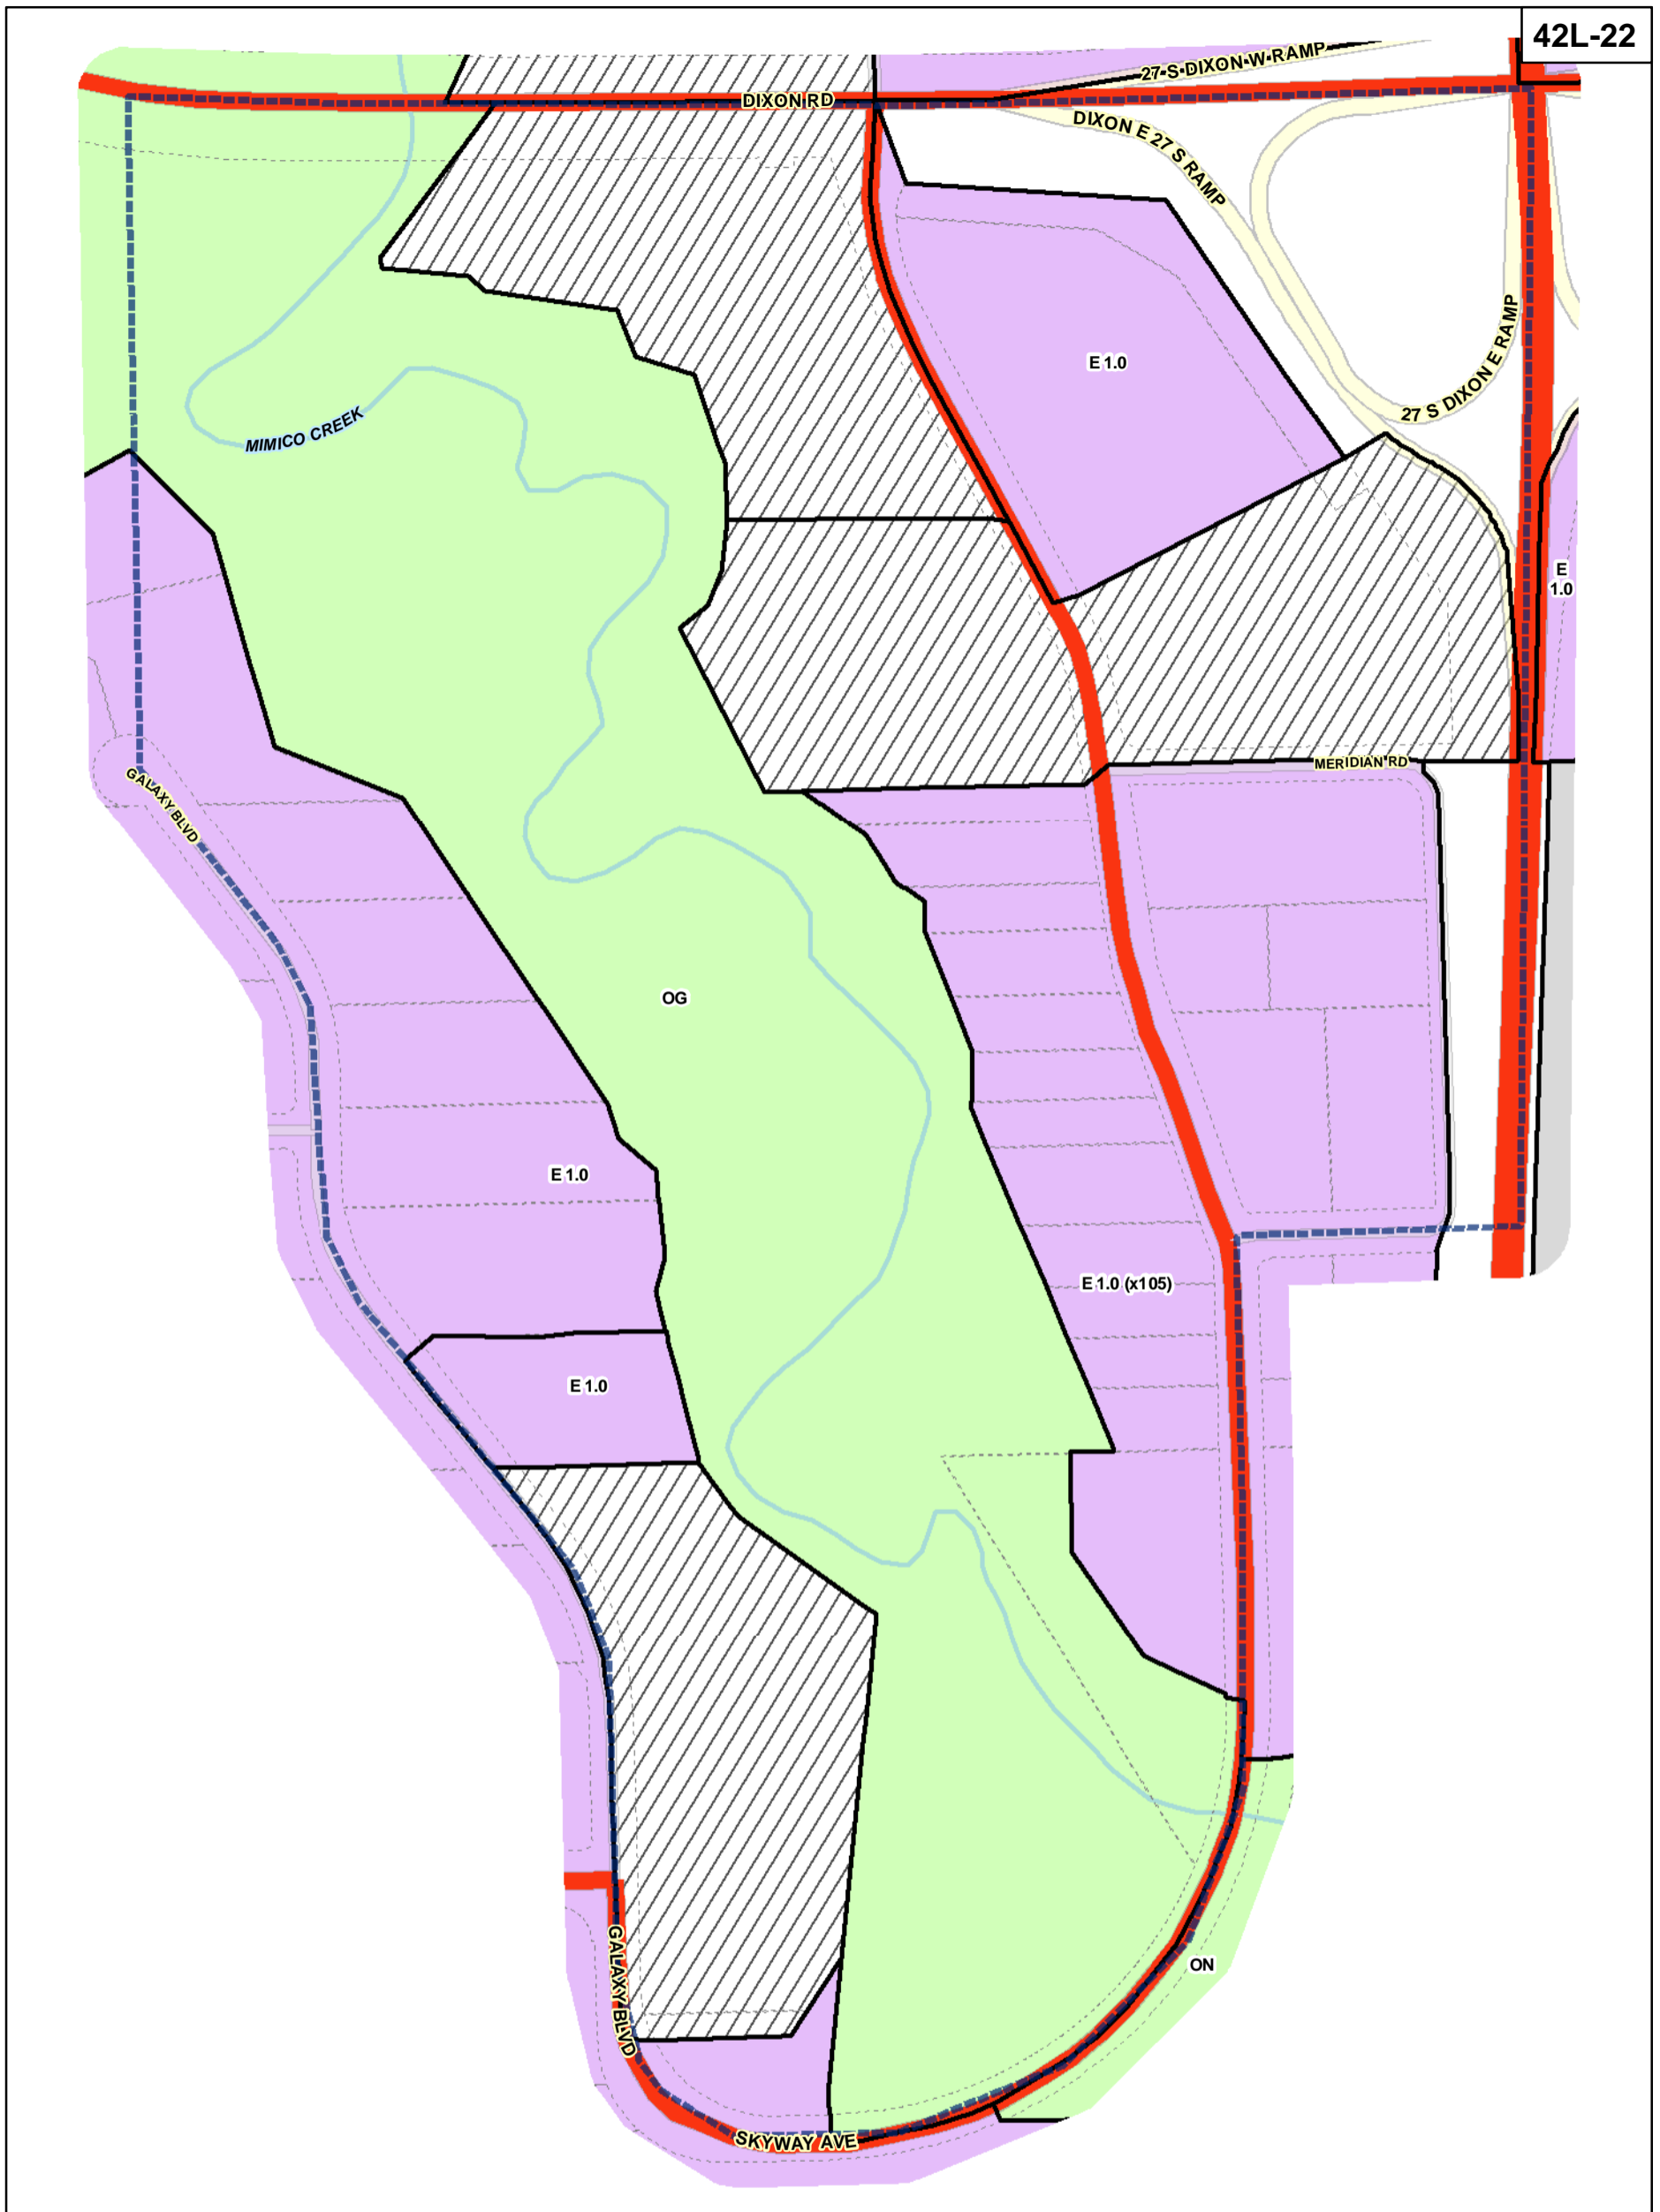 42L-22
27-S-DIXON-W-RAMP
DIXON RD
DIXON E 27 S RAMP
27 S DIXON E RAMP
E 1.0
MIMICO CREEK
E
1.0
MERIDIAN RD
GALAXY BLVD
OG
E 1.0
E 1.0 (x105)
E 1.0
ON
GALAXY BLVD
SKYWAY AVE